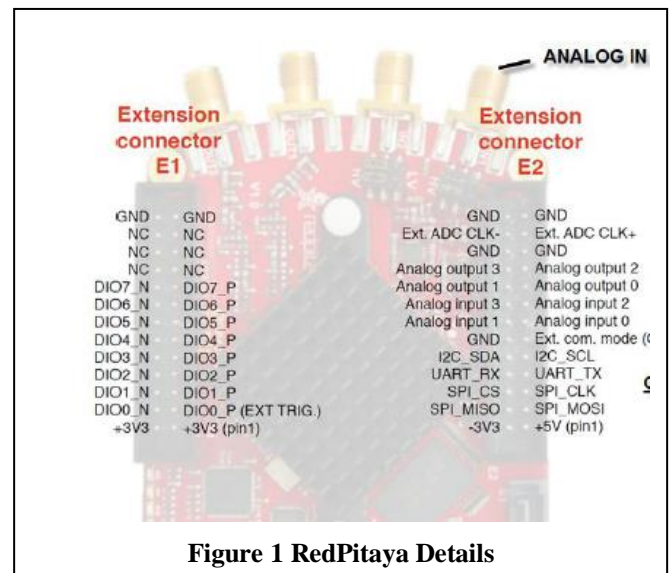 ANALOG IN
Extension
connector
E1
Extension
connector
E2
GND GND
NC NC
NC NC
NC NC
DIO7_N DIO7_P
DIO6_N DIO6_P
DIO5_N DIO5_P
DIO4_N DIO4_P
DIO3_N DIO3_P
DIO2_N DIO2_P
DIO1_N DIO1_P
DIO0_N DIO0_P (EXT TRIG.)
+3V3 +3V3 (pin1)
GND GND
Ext. ADC CLK- Ext. ADC CLK+
GND GND
Analog output 3 Analog output 2
Analog output 1 Analog output 0
Analog input 3 Analog input 2
Analog input 1 Analog input 0
GND Ext. com. mode
I2C_SDA I2C_SCL
UART_RX UART_TX
SPI_CS SPI_CLK
SPI_MISO SPI_MOSI
-3V3 +5V (pin1)
Figure 1 RedPitaya Details